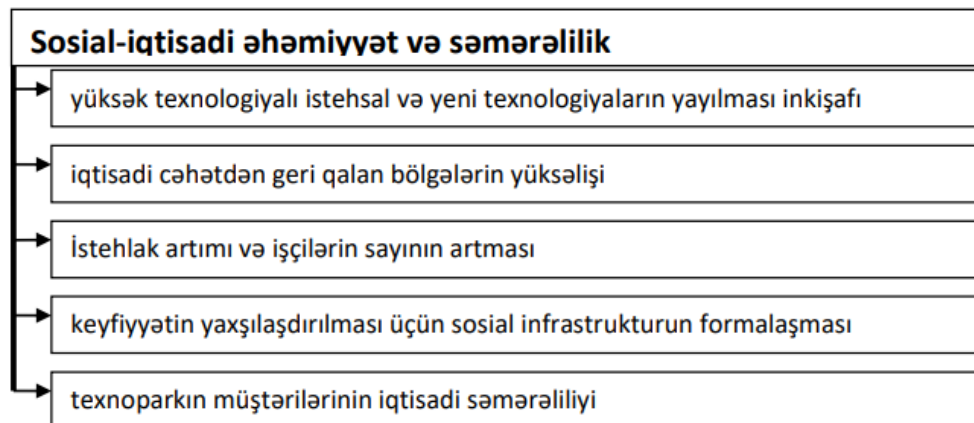 Sosial-iqtisadi əhəmiyyət və səmərəlilik
yüksək texnologiyalı istehsal və yeni texnologiyaların yayılması inkişafı
iqtisadi cəhətdən geri qalan bölgələrin yüksəlişi
İstehlak artımı və işçilərin sayının artması
keyfiyyətin yaxşılaşdırılması üçün sosial infrastrukturun formalaşması
texnoparkın müştərilərinin iqtisadi səmərəliliyi